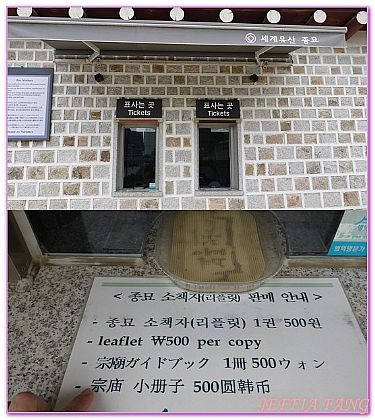 세계유산 종묘
표사는 곳
Tickets
표사는 곳
Tickets
< 종묘 소책자(리플릿) 판매 안내 >
- 종묘 소책자(리플릿) 1권 500원
- leaflet ₩500 per copy
- 宗廟ガイドブック 1冊 500ウォン
- 宗庙 小册子 500圆韩币
JEFFIA FANG